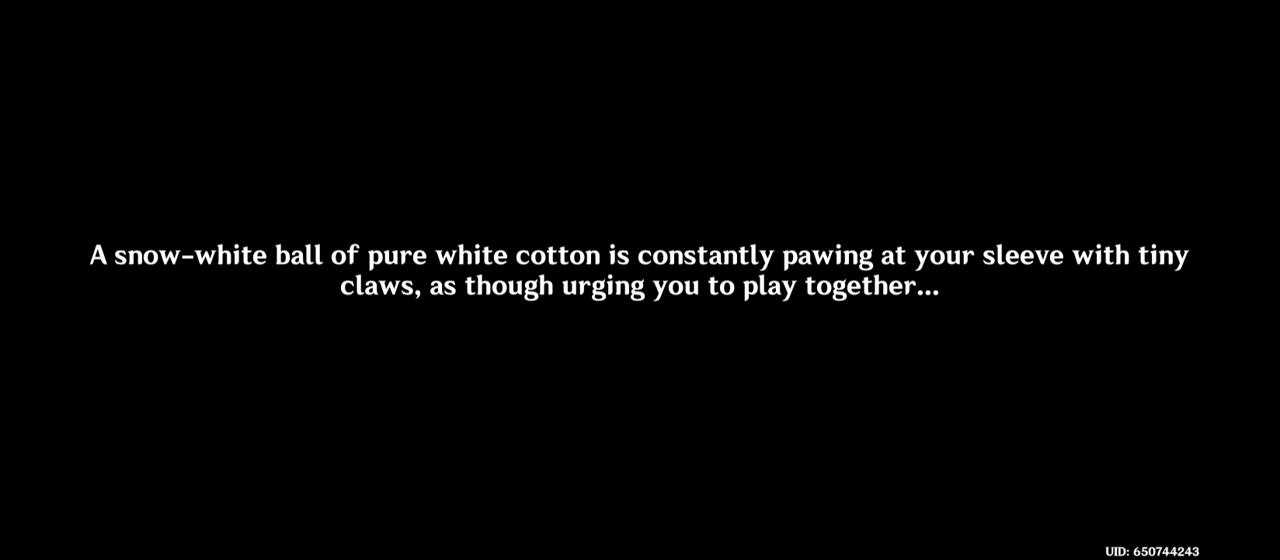 A snow-white ball of pure white cotton is constantly pawing at your sleeve with tiny
claws, as though urging you to play together...
UID: 650744243